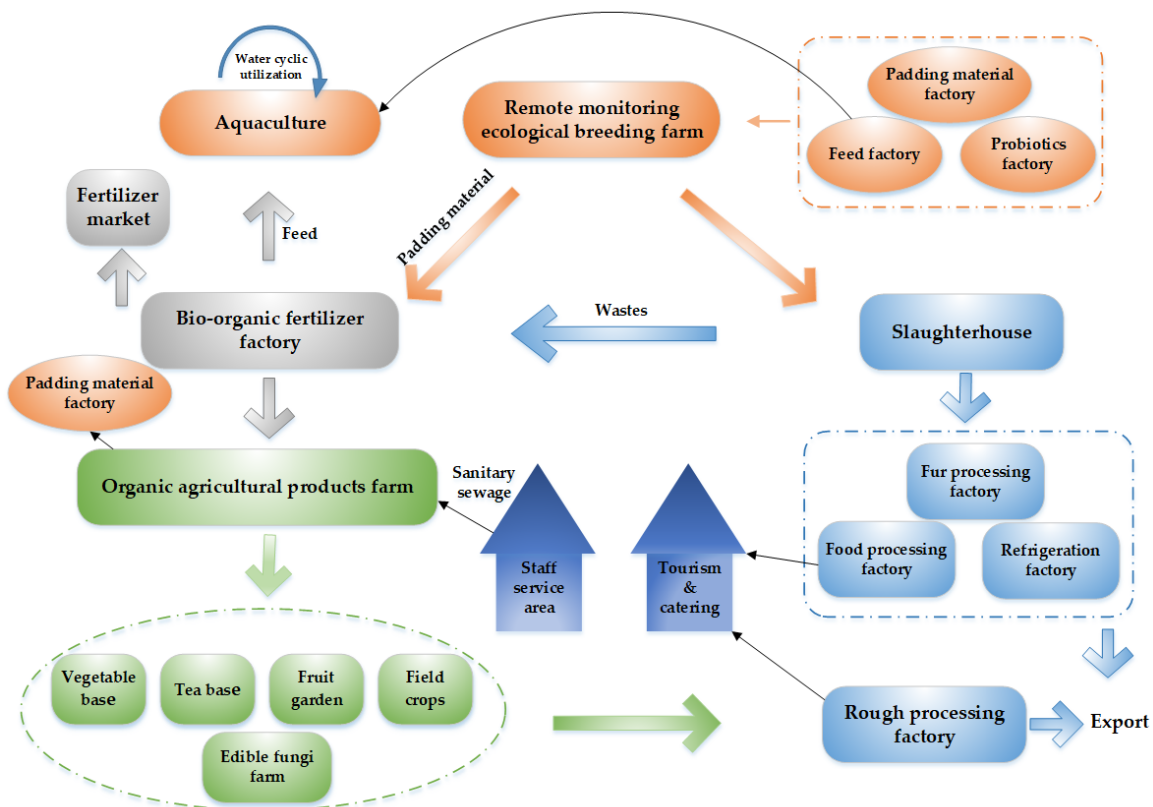 Water cyclic
utilization
Aquaculture
Remote monitoring
ecological breeding farm
Padding material
factory
Feed factory
Probiotics
factory
Fertilizer
market
Feed
Padding material
Bio-organic fertilizer
factory
Wastes
Slaughterhouse
Padding material
factory
Organic agricultural products farm
Sanitary
sewage
Fur processing
factory
Food processing
factory
Refrigeration
factory
Staff
service
area
Tourism
&
catering
Vegetable
base
Tea base
Fruit
garden
Field
crops
Edible fungi
farm
Rough processing
factory
Export